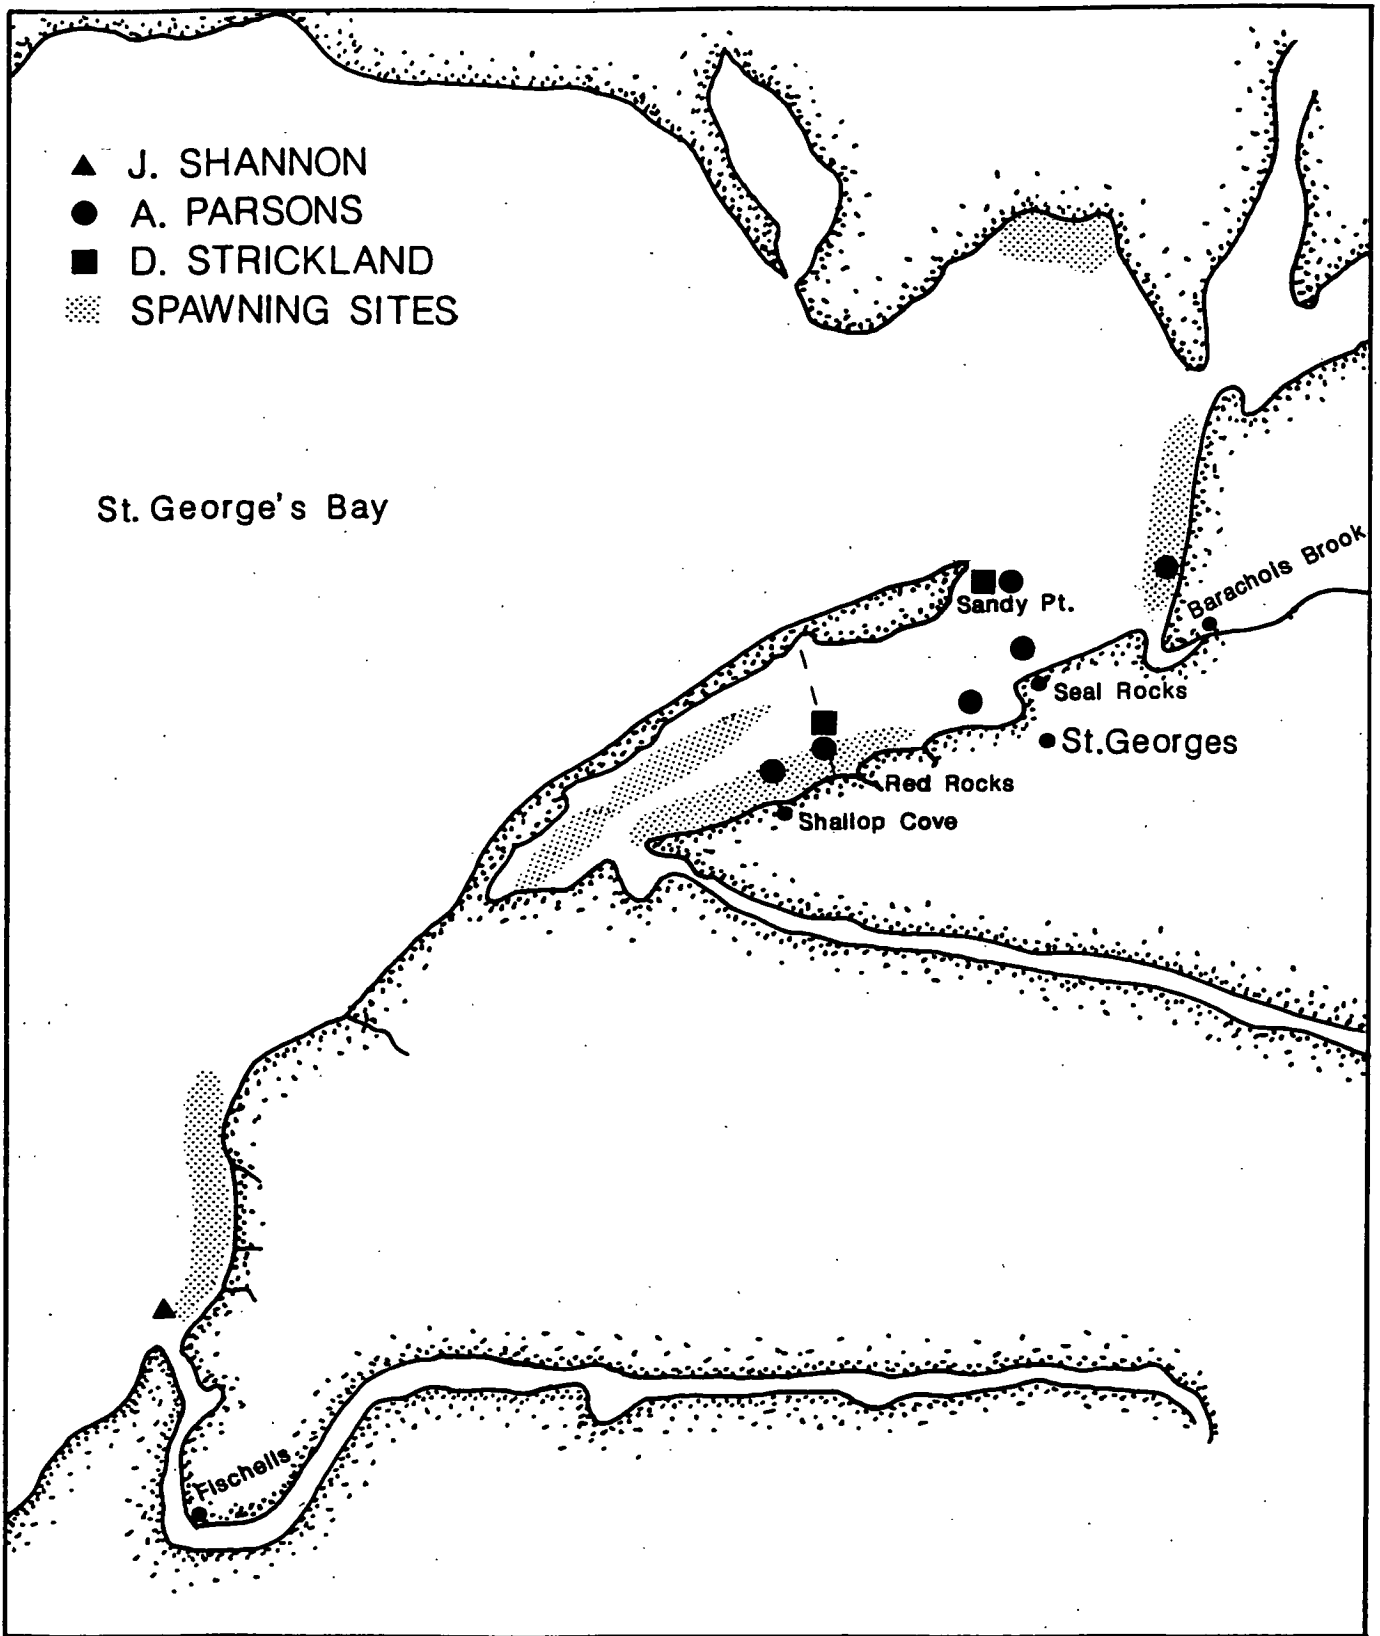 J. SHANNON
A. PARSONS
D. STRICKLAND
SPAWNING SITES
St. George's Bay
Barachois Brook
Sandy Pt.
Seal Rocks
St. Georges
Red Rocks
Shallop Cove
Fischells